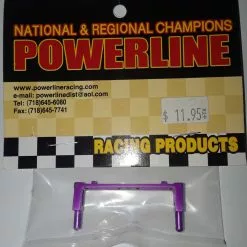 NATIONAL & REGIONAL CHAMPIONS
POWERLINE
www.powerlineracing.com
e-mail: powerlinedist@aol.com
Tel: (718)645-6080
Fax: (718)645-7741
$ 11.95
RACING PRODUCTS